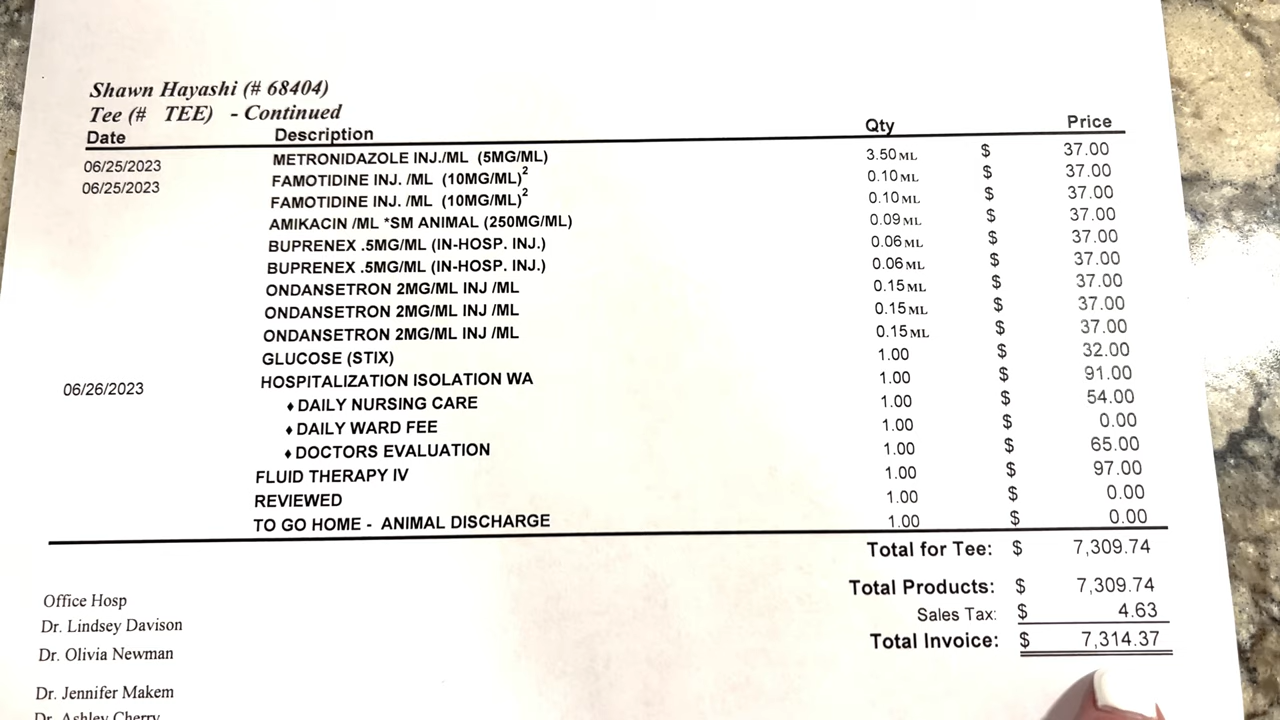 Shawn Hayashi (# 68404)
Tee (# TEE) - Continued
Date Description Qty Price
06/25/2023 METRONIDAZOLE INJ./ML (5MG/ML) 3.50 ML $ 37.00
06/25/2023 FAMOTIDINE INJ. /ML (10MG/ML)2 0.10 ML $ 37.00
FAMOTIDINE INJ. /ML (10MG/ML)2 0.10 ML $ 37.00
AMIKACIN /ML *SM ANIMAL (250MG/ML) 0.09 ML $ 37.00
BUPRENEX .5MG/ML (IN-HOSP. INJ.) 0.06 ML $ 37.00
BUPRENEX .5MG/ML (IN-HOSP. INJ.) 0.06 ML $ 37.00
ONDANSETRON 2MG/ML INJ /ML 0.15 ML $ 37.00
ONDANSETRON 2MG/ML INJ /ML 0.15 ML $ 37.00
ONDANSETRON 2MG/ML INJ /ML 0.15 ML $ 37.00
GLUCOSE (STIX) 1.00 $ 32.00
06/26/2023 HOSPITALIZATION ISOLATION WA 1.00 $ 91.00
♦ DAILY NURSING CARE 1.00 $ 54.00
♦ DAILY WARD FEE 1.00 $ 0.00
♦ DOCTORS EVALUATION 1.00 $ 65.00
FLUID THERAPY IV 1.00 $ 97.00
REVIEWED 1.00 $ 0.00
TO GO HOME - ANIMAL DISCHARGE 1.00 $ 0.00
Total for Tee: $ 7,309.74
Total Products: $ 7,309.74
Sales Tax: $ 4.63
Total Invoice: $ 7,314.37
Office Hosp
Dr. Lindsey Davison
Dr. Olivia Newman
Dr. Jennifer Makem
Dr. Ashley Cherry